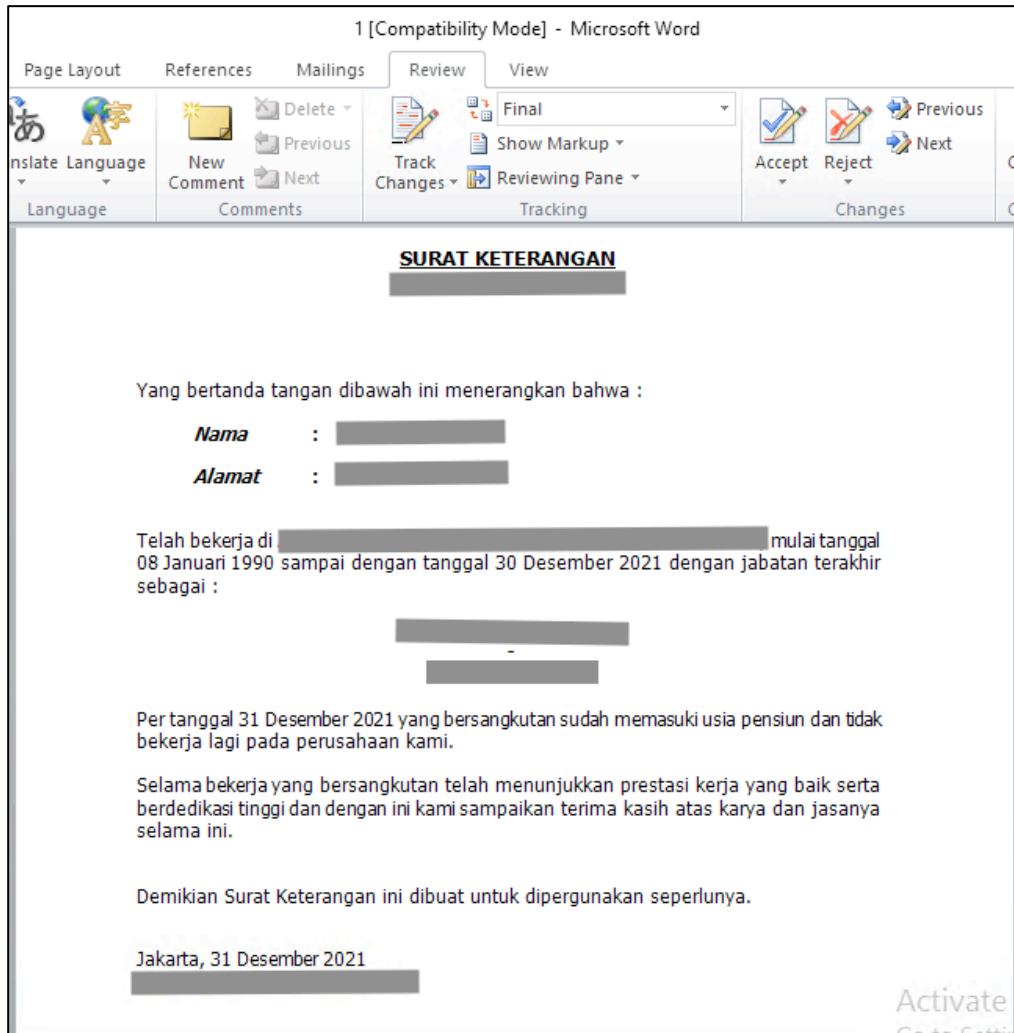 1 [Compatibility Mode] - Microsoft Word
Page Layout References Mailings Review View
あ
nslate Language
New Comment
Delete
Previous
Next
Track Changes
Final
Show Markup
Reviewing Pane
Accept Reject
Previous
Next
Language Comments Tracking Changes
SURAT KETERANGAN
Yang bertanda tangan dibawah ini menerangkan bahwa :
Nama :
Alamat :
Telah bekerja di mulai tanggal
08 Januari 1990 sampai dengan tanggal 30 Desember 2021 dengan jabatan terakhir
sebagai :
-
Per tanggal 31 Desember 2021 yang bersangkutan sudah memasuki usia pensiun dan tidak
bekerja lagi pada perusahaan kami.
Selama bekerja yang bersangkutan telah menunjukkan prestasi kerja yang baik serta
berdedikasi tinggi dan dengan ini kami sampaikan terima kasih atas karya dan jasanya
selama ini.
Demikian Surat Keterangan ini dibuat untuk dipergunakan seperlunya.
Jakarta, 31 Desember 2021
Activate